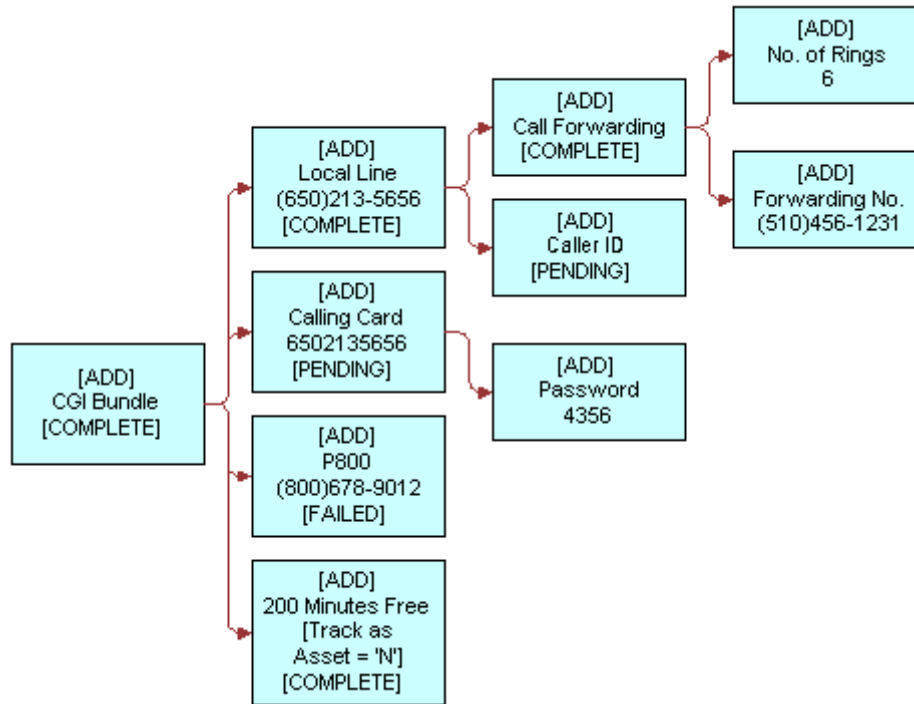 [ADD]
CGI Bundle
[COMPLETE]
[ADD]
Local Line
(650)213-5656
[COMPLETE]
[ADD]
Calling Card
6502135656
[PENDING]
[ADD]
P800
(800)678-9012
[FAILED]
[ADD]
200 Minutes Free
[Track as
Asset = 'N']
[COMPLETE]
[ADD]
Call Forwarding
[COMPLETE]
[ADD]
Caller ID
[PENDING]
[ADD]
Password
4356
[ADD]
No. of Rings
6
[ADD]
Forwarding No.
(510)456-1231